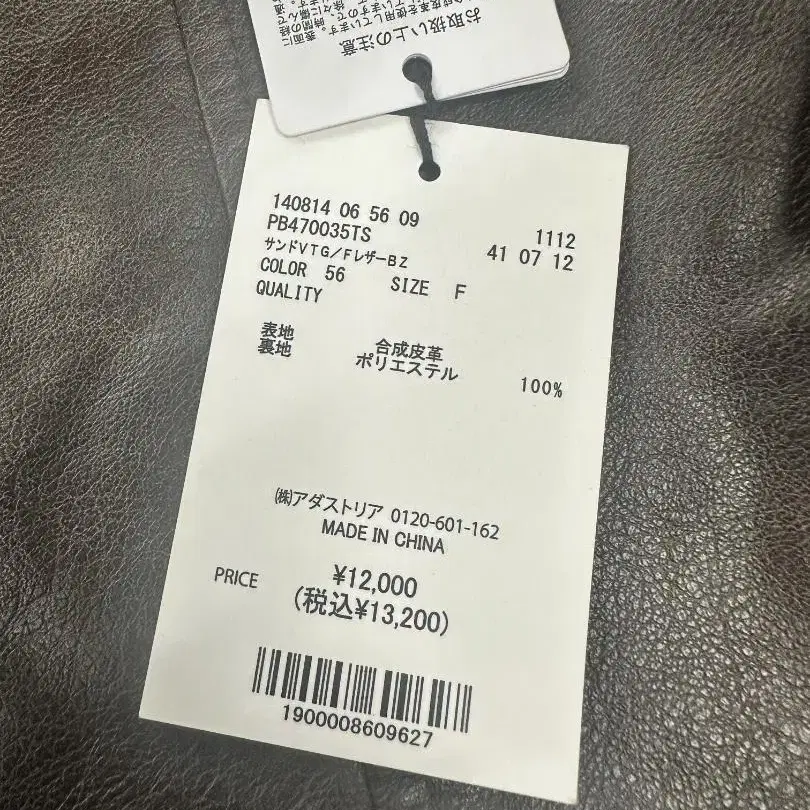 お取扱い上の注意
140814 06 56 09
1112
PB470035TS
41 07 12
サンドVTG/FレザーBZ
COLOR 56
SIZE F
QUALITY
表地 合成皮革
裏地 ポリエステル 100%
㈱アダストリア 0120-601-162
MADE IN CHINA
PRICE ¥12,000
(税込¥13,200)
1900008609627